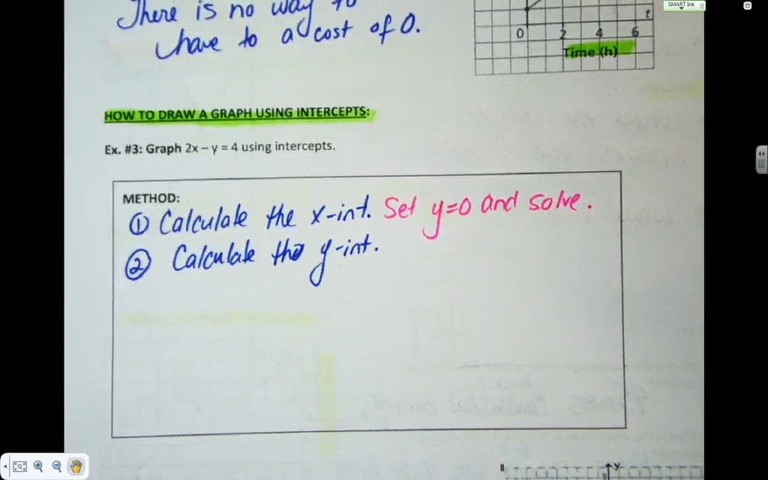 SMART Ink
There is no way to
have to a cost of 0.
t
0 2 4 6
Time (h)
HOW TO DRAW A GRAPH USING INTERCEPTS:
Ex. #3: Graph 2x – y = 4 using intercepts.
METHOD:
① Calculate the x-int. Set y=0 and solve.
② Calculate the y-int.
y